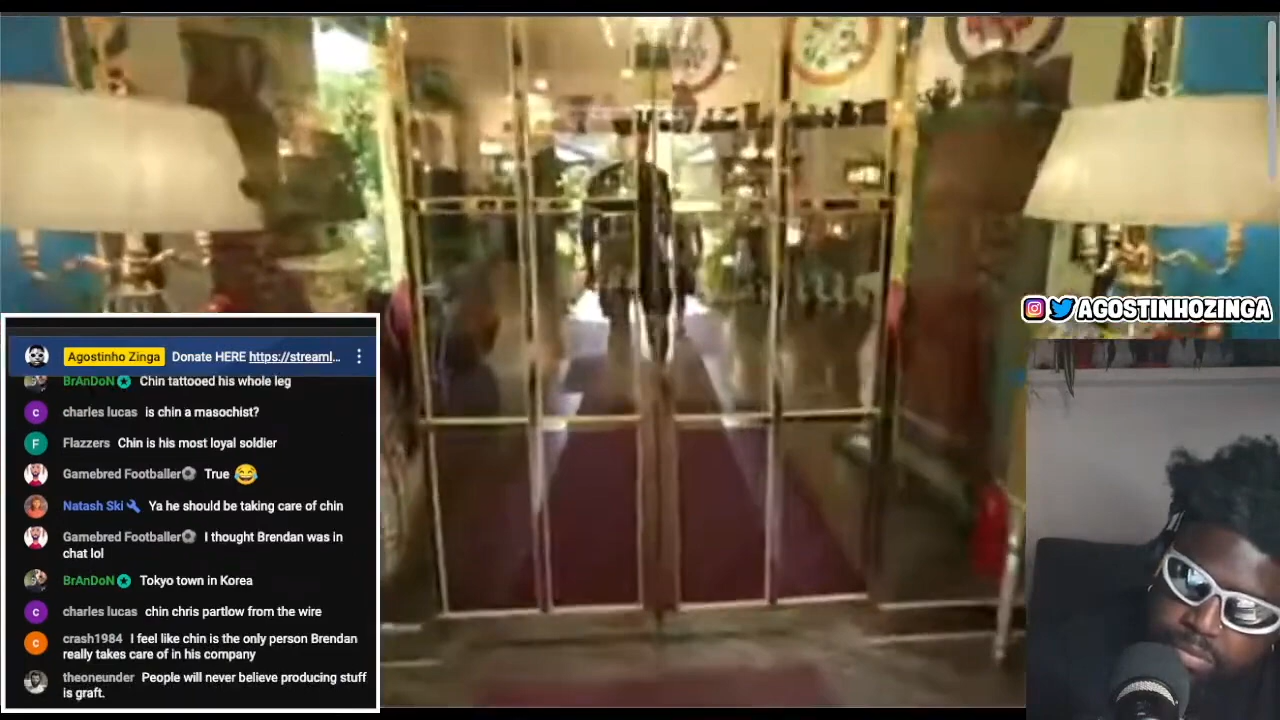 AGOSTINHOZINGA
Agostinho Zinga Donate HERE https://streaml...
BrAnDoN Chin tattooed his whole leg
charles lucas is chin a masochist?
Flazzers Chin is his most loyal soldier
Gamebred Footballer True
Natash Ski Ya he should be taking care of chin
Gamebred Footballer I thought Brendan was in
chat lol
BrAnDoN Tokyo town in Korea
charles lucas chin chris partlow from the wire
crash1984 I feel like chin is the only person Brendan
really takes care of in his company
theoneunder People will never believe producing stuff
is graft.